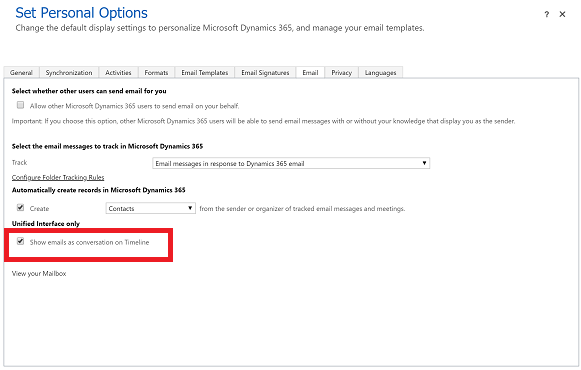 Set Personal Options
? ✕
Change the default display settings to personalize Microsoft Dynamics 365, and manage your email templates.
General Synchronization Activities Formats Email Templates Email Signatures Email Privacy Languages
Select whether other users can send email for you
Allow other Microsoft Dynamics 365 users to send email on your behalf.
Important: If you choose this option, other Microsoft Dynamics 365 users will be able to send email messages with or without your knowledge that display you as the sender.
Select the email messages to track in Microsoft Dynamics 365
Track Email messages in response to Dynamics 365 email
Configure Folder Tracking Rules
Automatically create records in Microsoft Dynamics 365
Create Contacts from the sender or organizer of tracked email messages and meetings.
Unified Interface only
Show emails as conversation on Timeline
View your Mailbox